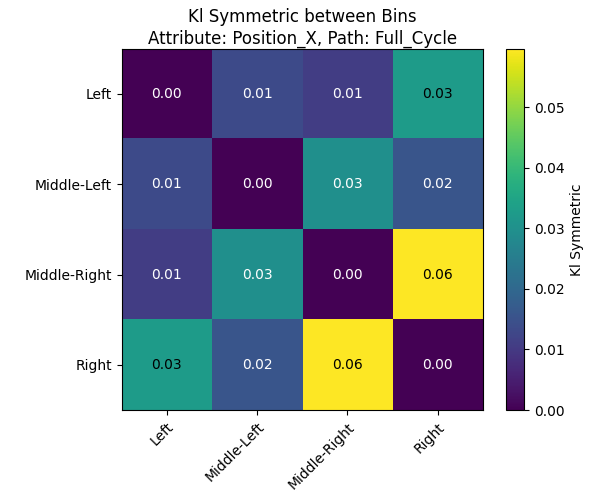 Kl Symmetric between Bins
Attribute: Position_X, Path: Full_Cycle
Left
0.00 0.01 0.01 0.03
Middle-Left
0.01 0.00 0.03 0.02
Middle-Right
0.01 0.03 0.00 0.06
Right
0.03 0.02 0.06 0.00
Left
Middle-Left
Middle-Right
Right
0.05
0.04
0.03
0.02
0.01
0.00
Kl Symmetric